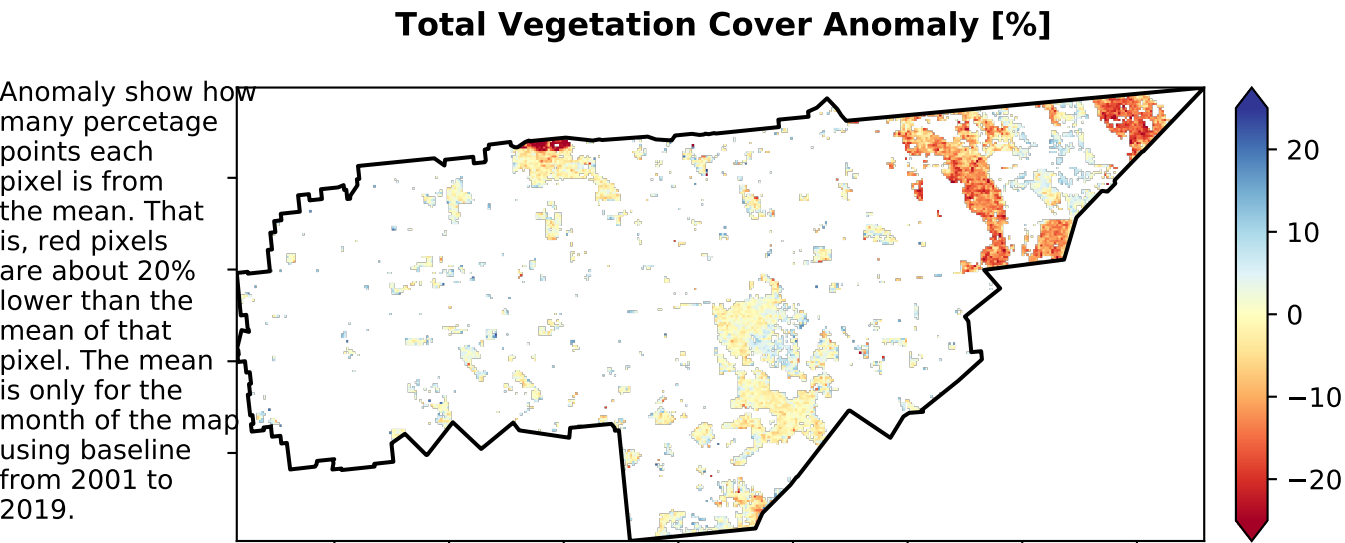 Total Vegetation Cover Anomaly [%]
Anomaly show how
many percetage
points each
pixel is from
the mean. That
is, red pixels
are about 20%
lower than the
mean of that
pixel. The mean
is only for the
month of the map
using baseline
from 2001 to
2019.
20
10
0
−10
−20